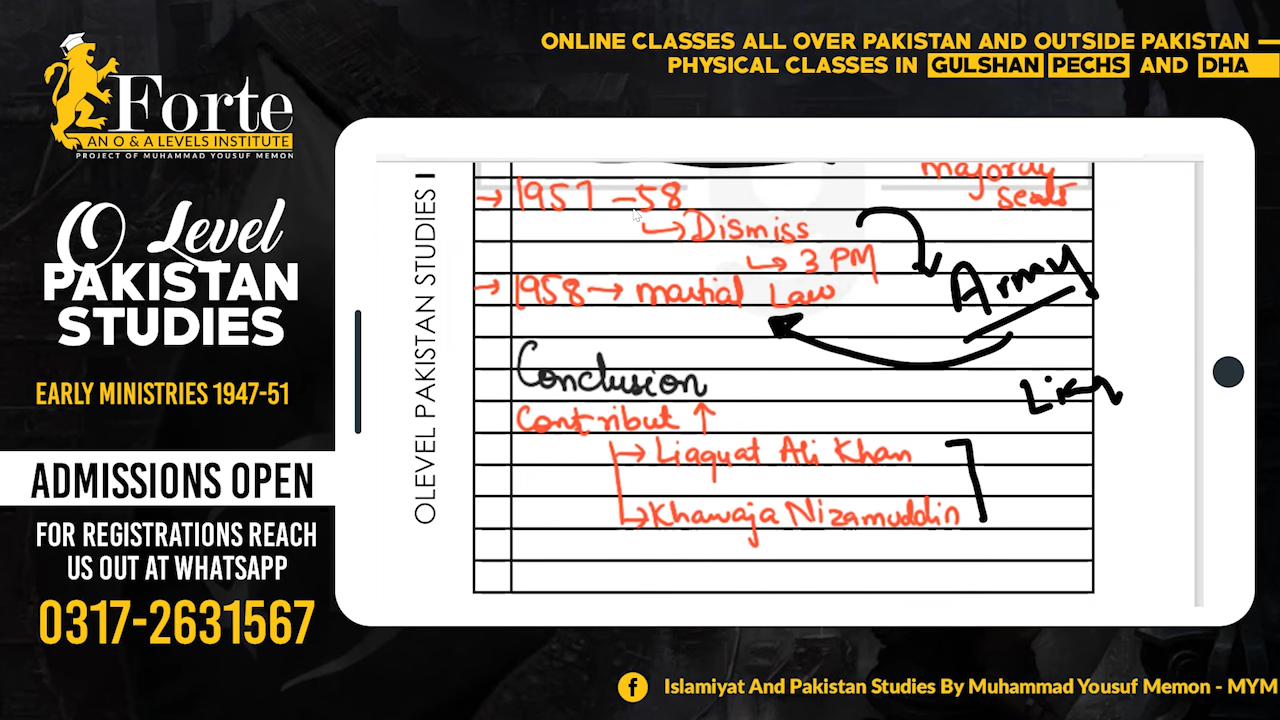 Forte
AN O & A LEVELS INSTITUTE
PROJECT OF MUHAMMAD YOUSUF MEMON
O Level
PAKISTAN
STUDIES
EARLY MINISTRIES 1947-51
ADMISSIONS OPEN
FOR REGISTRATIONS REACH
US OUT AT WHATSAPP
0317-2631567
ONLINE CLASSES ALL OVER PAKISTAN AND OUTSIDE PAKISTAN
PHYSICAL CLASSES IN GULSHAN PECHS AND DHA
OLEVEL PAKISTAN STUDIES I
seats
→ 1957 - 58
↳ Dismiss
↳ 3 PM
Army
→ 1958 → martial Law
Conclusion
Contribut ↑
→ Liaquat Ali Khan
↳ Khawaja Nizamuddin
f Islamiyat And Pakistan Studies By Muhammad Yousuf Memon - MYM